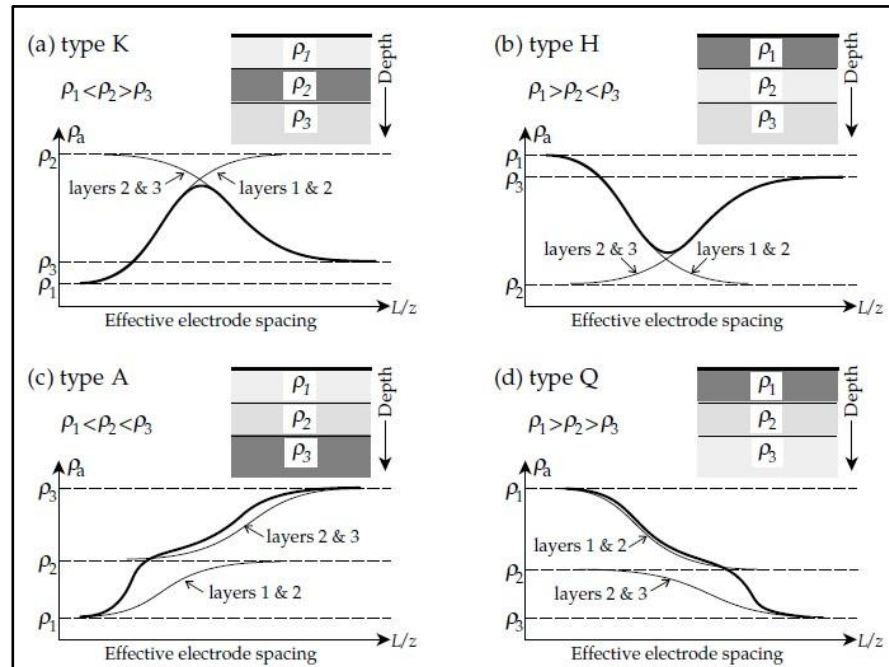 (a) type K
ρ1<ρ2>ρ3
ρ1
ρ2
ρ3
Depth
ρa
ρ2
ρ3
ρ1
layers 2 & 3
layers 1 & 2
L/z
Effective electrode spacing
(b) type H
ρ1>ρ2<ρ3
ρ1
ρ2
ρ3
Depth
ρa
ρ1
ρ3
ρ2
layers 2 & 3
layers 1 & 2
L/z
Effective electrode spacing
(c) type A
ρ1<ρ2<ρ3
ρ1
ρ2
ρ3
Depth
ρa
ρ3
ρ2
ρ1
layers 2 & 3
layers 1 & 2
L/z
Effective electrode spacing
(d) type Q
ρ1>ρ2>ρ3
ρ1
ρ2
ρ3
Depth
ρa
ρ1
ρ2
ρ3
layers 1 & 2
layers 2 & 3
L/z
Effective electrode spacing